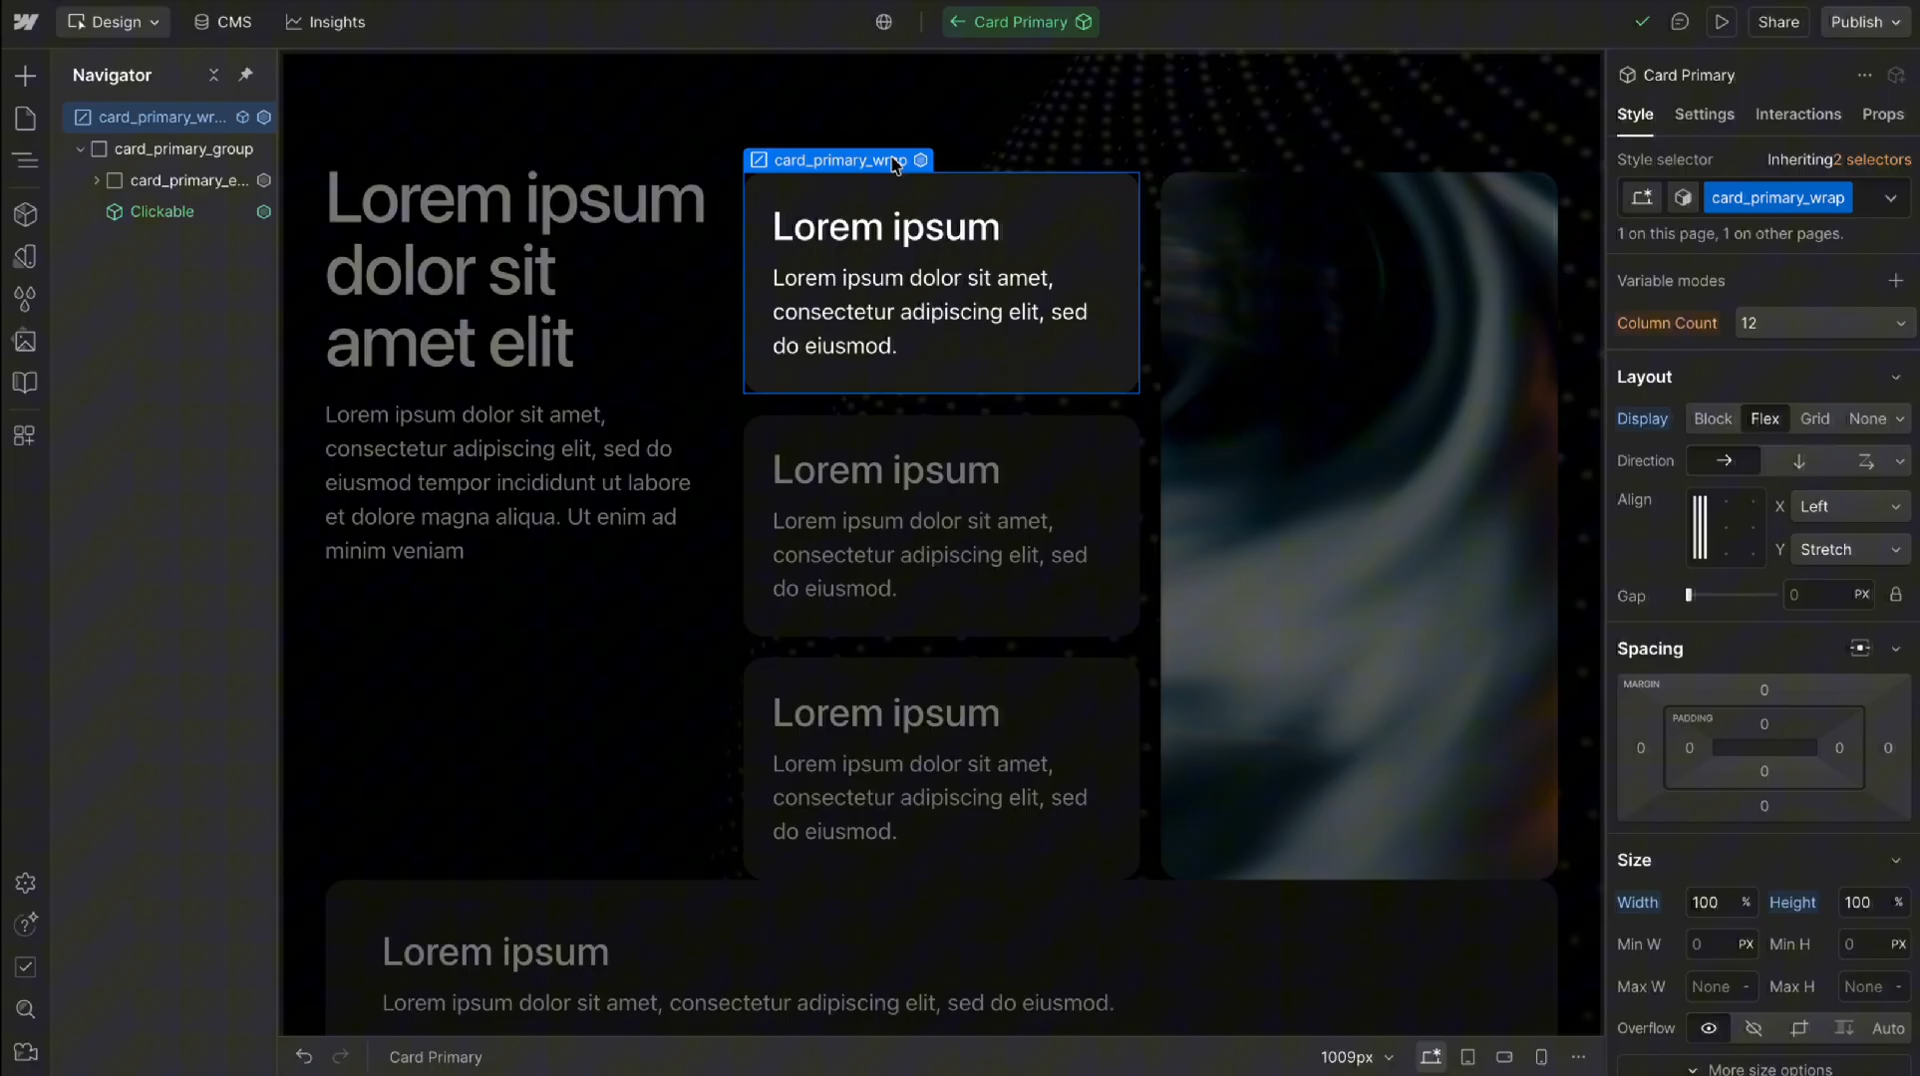 Design
CMS
Insights
Card Primary
Share
Publish
Navigator
card_primary_wr...
card_primary_group
card_primary_e...
Clickable
Lorem ipsum
dolor sit
amet elit
Lorem ipsum dolor sit amet,
consectetur adipiscing elit, sed do
eiusmod tempor incididunt ut labore
et dolore magna aliqua. Ut enim ad
minim veniam
card_primary_wrap
Lorem ipsum
Lorem ipsum dolor sit amet,
consectetur adipiscing elit, sed
do eiusmod.
Lorem ipsum
Lorem ipsum dolor sit amet,
consectetur adipiscing elit, sed
do eiusmod.
Lorem ipsum
Lorem ipsum dolor sit amet,
consectetur adipiscing elit, sed
do eiusmod.
Lorem ipsum
Lorem ipsum dolor sit amet, consectetur adipiscing elit, sed do eiusmod.
Card Primary
1009px
Card Primary
Style Settings Interactions Props
Style selector Inheriting 2 selectors
card_primary_wrap
1 on this page, 1 on other pages.
Variable modes
Column Count 12
Layout
Display Block Flex Grid None
Direction
Align X Left
Y Stretch
Gap 0 PX
Spacing
MARGIN 0
PADDING 0
0 0 0 0
0
0
Size
Width 100 % Height 100 %
Min W 0 PX Min H 0 PX
Max W None - Max H None -
Overflow Auto
More size options